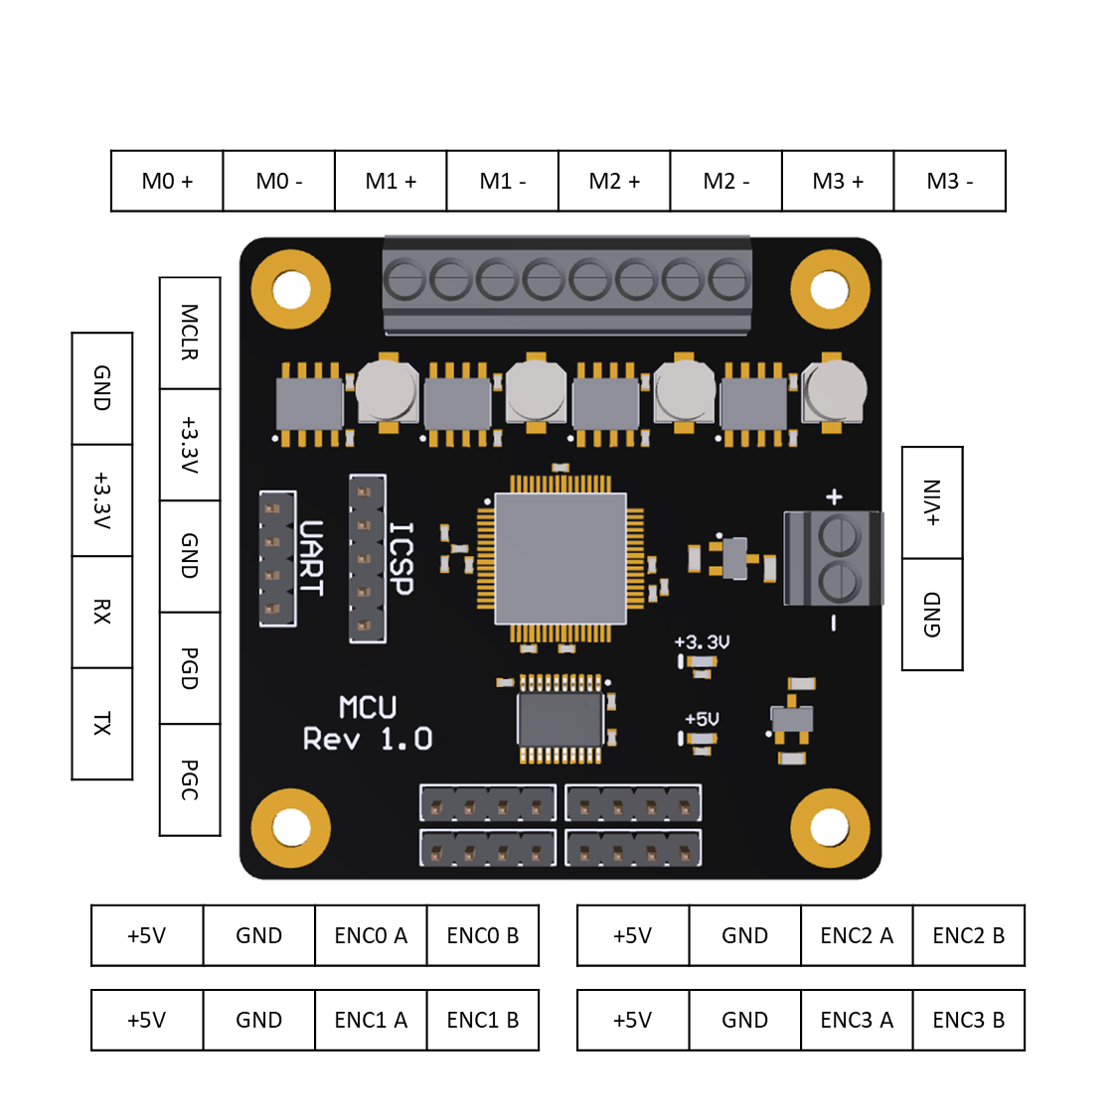 M0 + M0 - M1 + M1 - M2 + M2 - M3 + M3 -
MCLR
+3.3V
GND
PGD
PGC
GND
+3.3V
RX
TX
UART
ICSP
+
-
+VIN
GND
+3.3V
+5V
MCU
Rev 1.0
+5V GND ENC0 A ENC0 B
+5V GND ENC2 A ENC2 B
+5V GND ENC1 A ENC1 B
+5V GND ENC3 A ENC3 B